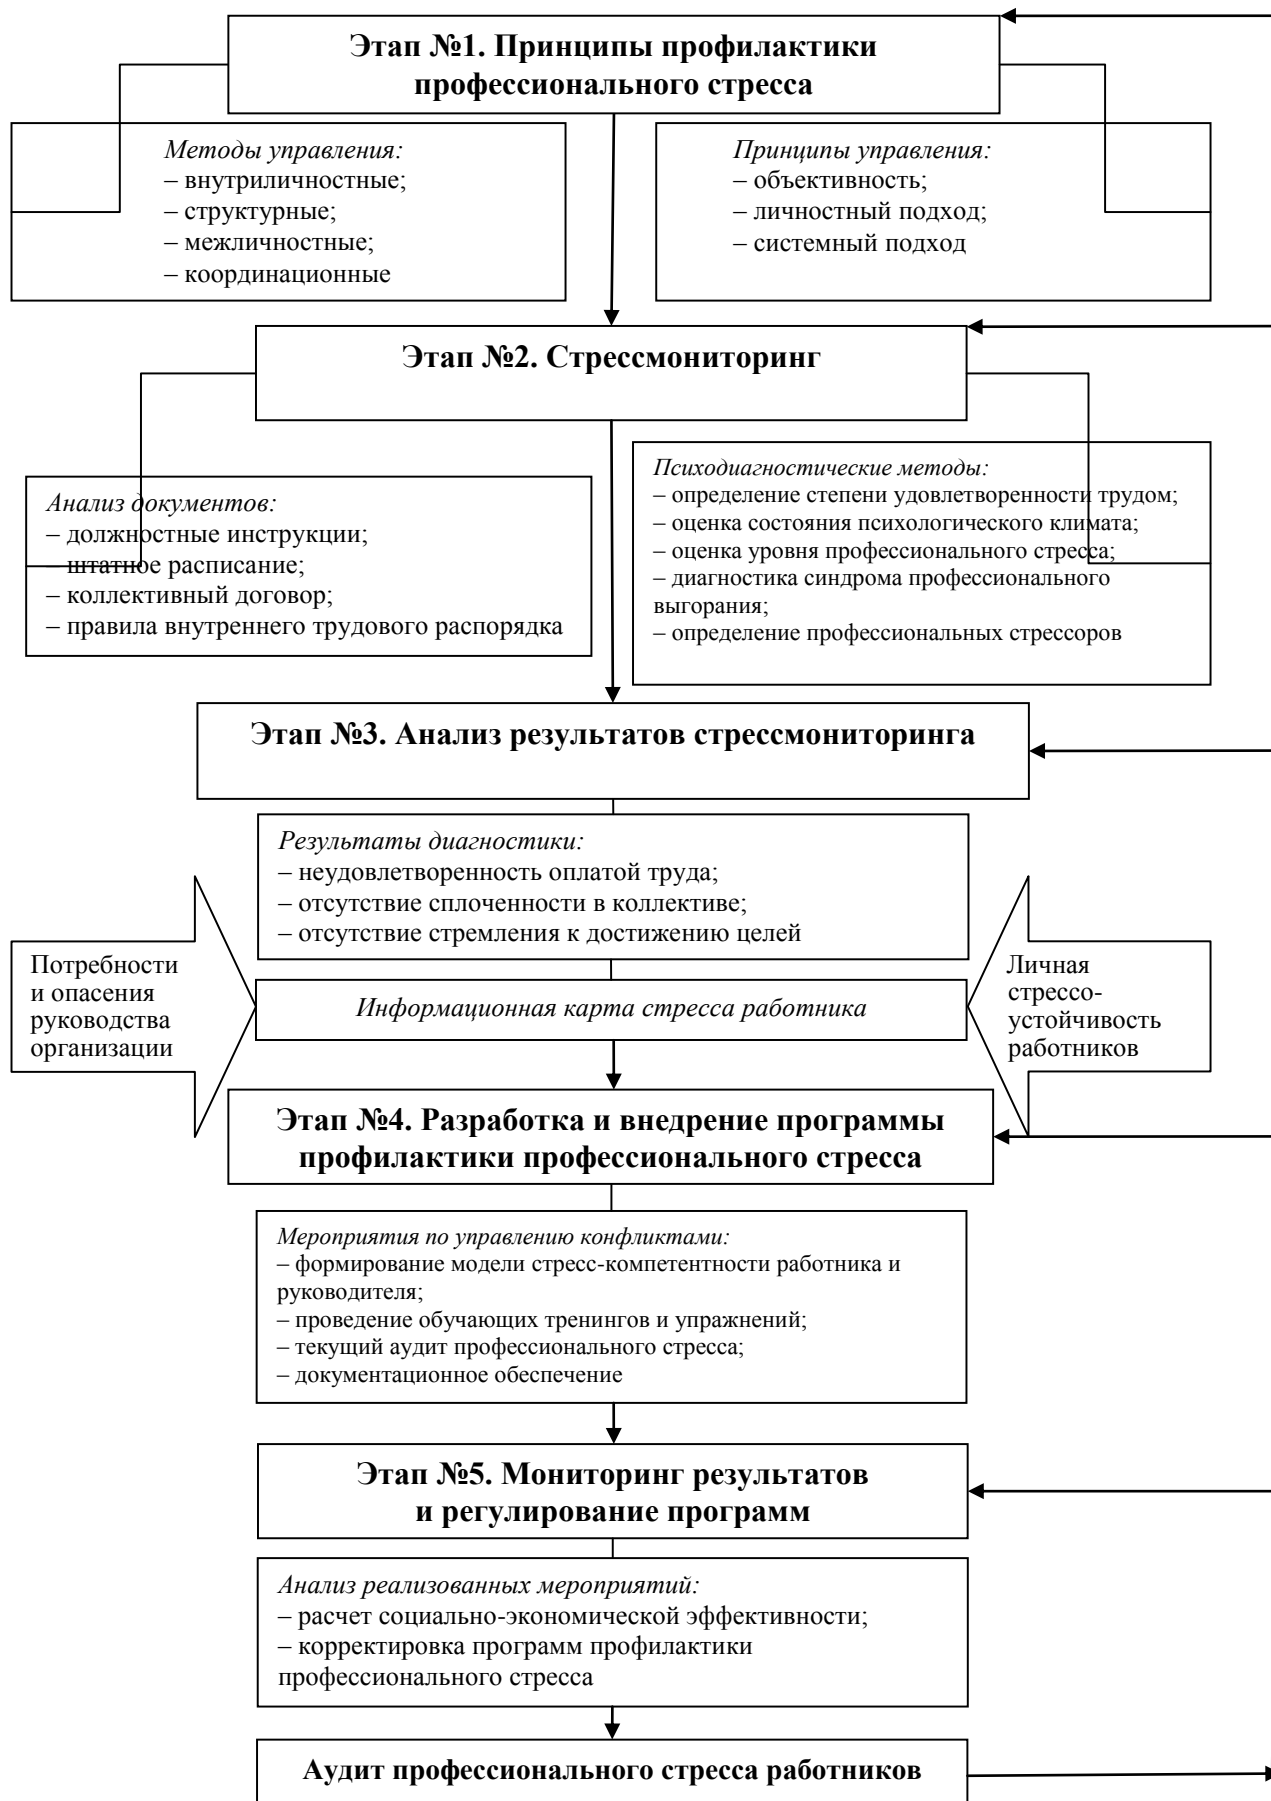 Этап №1. Принципы профилактики
профессионального стресса
Методы управления:
– внутриличностные;
– структурные;
– межличностные;
– координационные
Принципы управления:
– объективность;
– личностный подход;
– системный подход
Этап №2. Стрессмониторинг
Анализ документов:
– должностные инструкции;
– штатное расписание;
– коллективный договор;
– правила внутреннего трудового распорядка
Психодиагностические методы:
– определение степени удовлетворенности трудом;
– оценка состояния психологического климата;
– оценка уровня профессионального стресса;
– диагностика синдрома профессионального
выгорания;
– определение профессиональных стрессоров
Этап №3. Анализ результатов стрессмониторинга
Результаты диагностики:
– неудовлетворенность оплатой труда;
– отсутствие сплоченности в коллективе;
– отсутствие стремления к достижению целей
Потребности
и опасения
руководства
организации
Информационная карта стресса работника
Личная
стрессо-
устойчивость
работников
Этап №4. Разработка и внедрение программы
профилактики профессионального стресса
Мероприятия по управлению конфликтами:
– формирование модели стресс-компетентности работника и
руководителя;
– проведение обучающих тренингов и упражнений;
– текущий аудит профессионального стресса;
– документационное обеспечение
Этап №5. Мониторинг результатов
и регулирование программ
Анализ реализованных мероприятий:
– расчет социально-экономической эффективности;
– корректировка программ профилактики
профессионального стресса
Аудит профессионального стресса работников